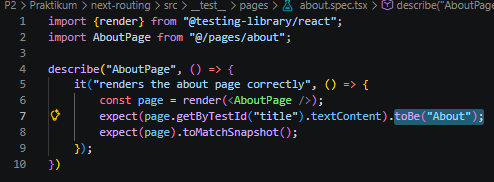 P2 > Praktikum > next-routing > src > __test__ > pages > about.spec.tsx > describe("AboutPage
1 import {render} from "@testing-library/react";
2 import AboutPage from "@/pages/about";
3
4 describe("AboutPage", () => {
5 it("renders the about page correctly", () => {
6 const page = render(<AboutPage />);
7 expect(page.getByTestId("title").textContent).toBe("About");
8 expect(page).toMatchSnapshot();
9 });
10 })